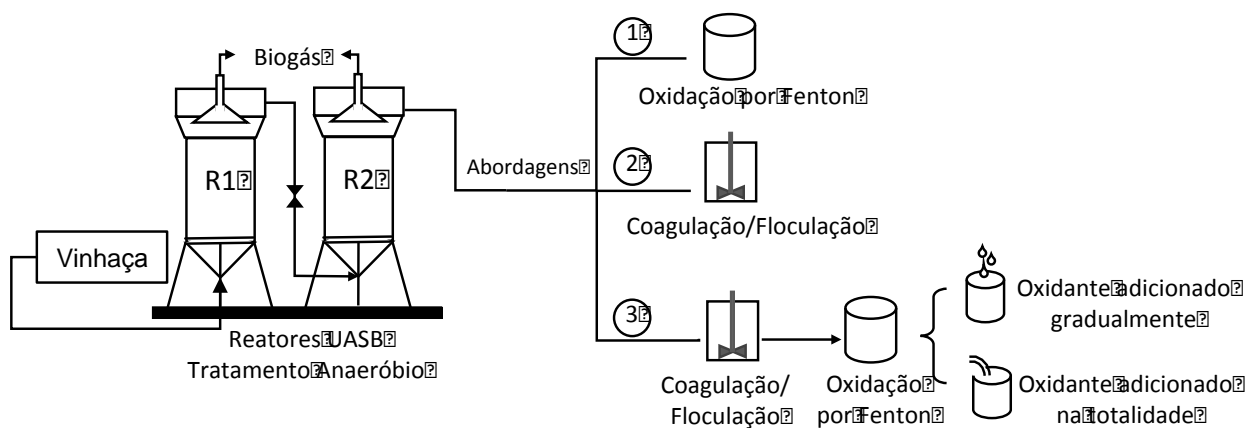 Biogás
R1
R2
Vinhaça
Reatores UASB
Tratamento Anaeróbio
Abordagens
1
Oxidação por Fenton
2
Coagulação/Floculação
3
Coagulação/
Floculação
Oxidação
por Fenton
Oxidante adicionado
gradualmente
Oxidante adicionado
na totalidade